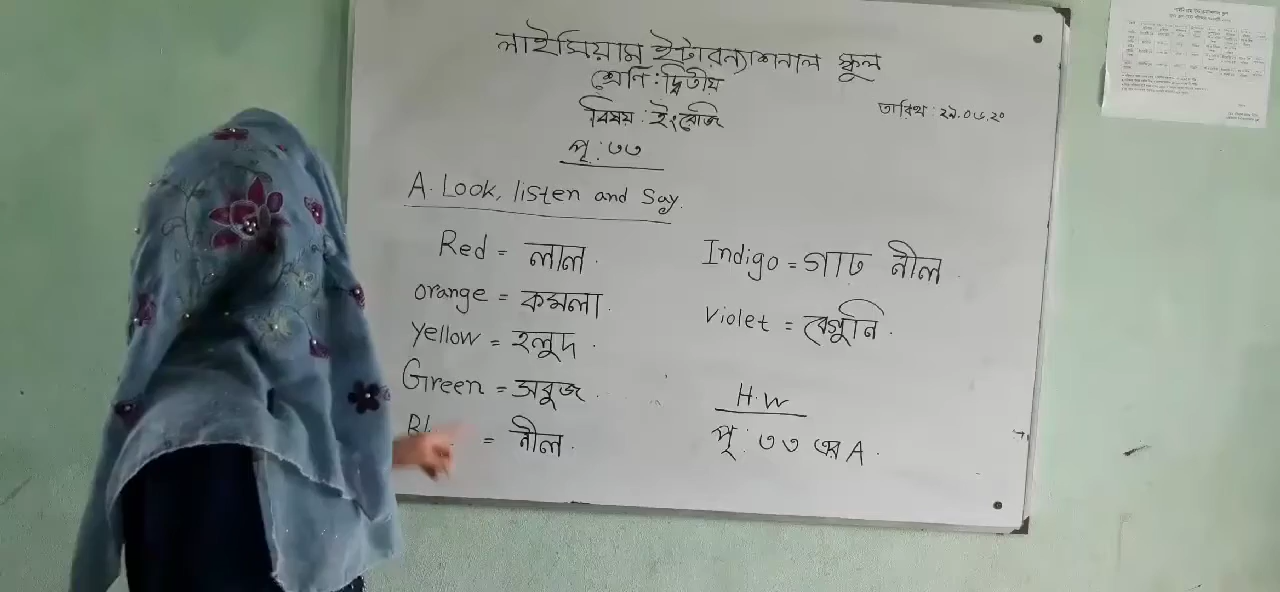 লাইসিয়াম ইন্টারন্যাশনাল স্কুল
শ্রেণি : দ্বিতীয়
বিষয় : ইংরেজি
তারিখ : ২৯.০৬.২০
পৃ : ৩৩
A. Look, listen and Say.
Red = লাল.
orange = কমলা.
yellow = হলুদ.
Green = সবুজ.
= নীল.
Indigo = গাঢ় নীল.
Violet = বেগুনি.
H.W
পৃ : ৩৩ এর A.